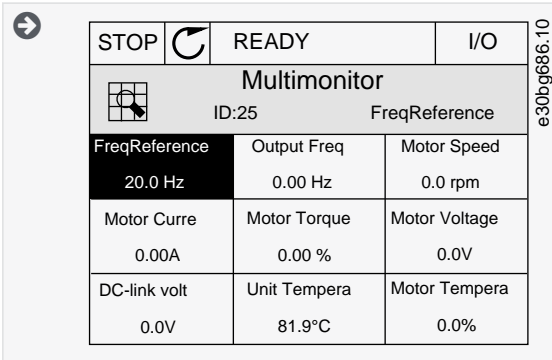 STOP READY I/O
Multimonitor
ID:25 FreqReference
FreqReference Output Freq Motor Speed
20.0 Hz 0.00 Hz 0.0 rpm
Motor Curre Motor Torque Motor Voltage
0.00A 0.00 % 0.0V
DC-link volt Unit Tempera Motor Tempera
0.0V 81.9°C 0.0%
e30bg686.10